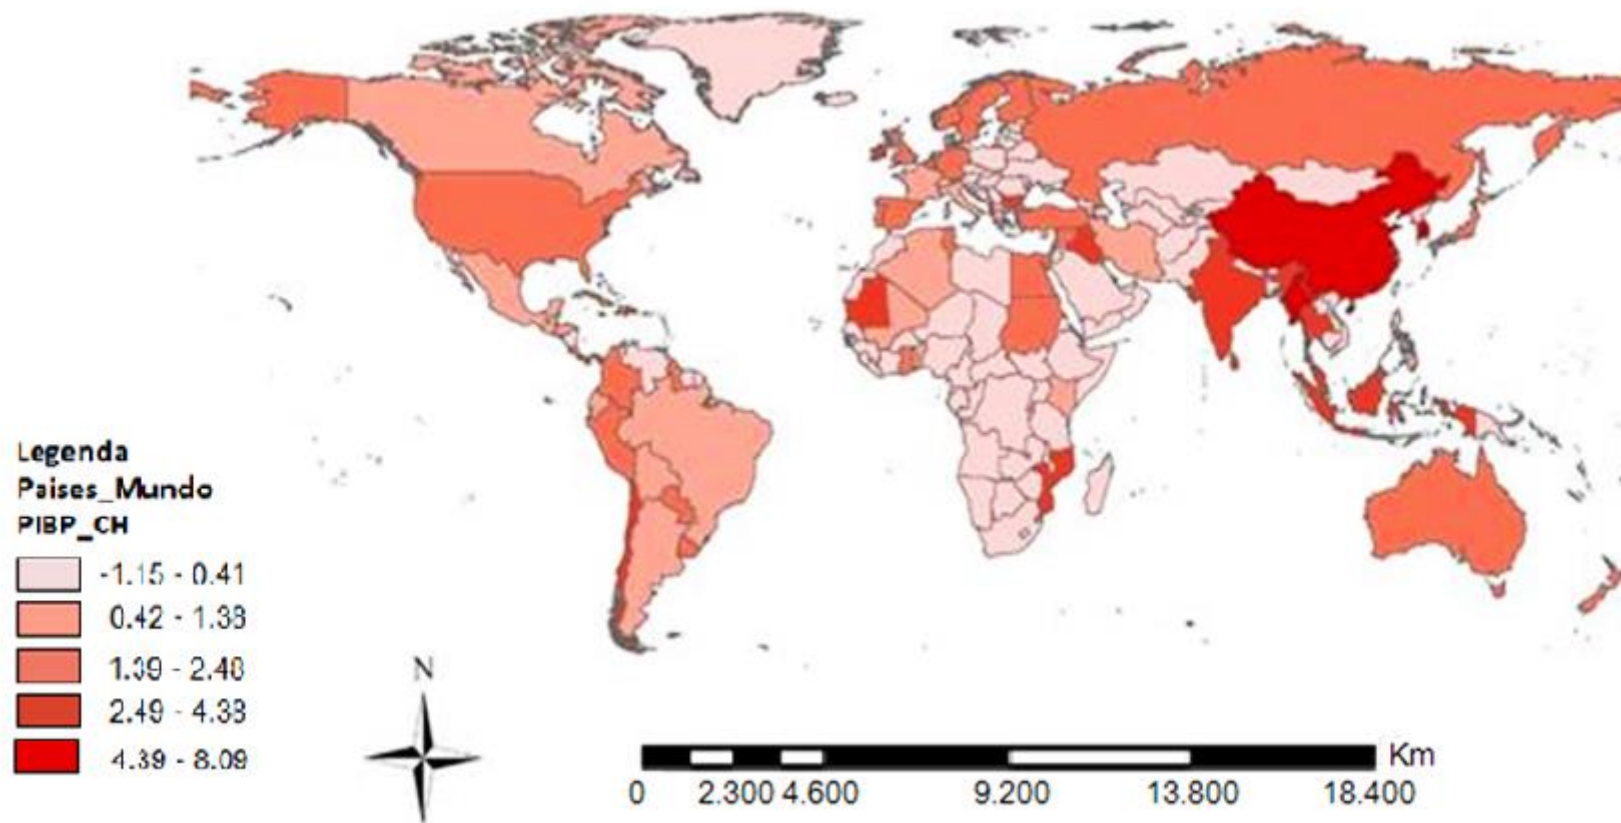 Legenda
Paises_Mundo
PIBP_CH
-1.15 - 0.41
0.42 - 1.38
1.39 - 2.48
2.49 - 4.38
4.39 - 8.09
N
Km
0 2.300 4.600 9.200 13.800 18.400